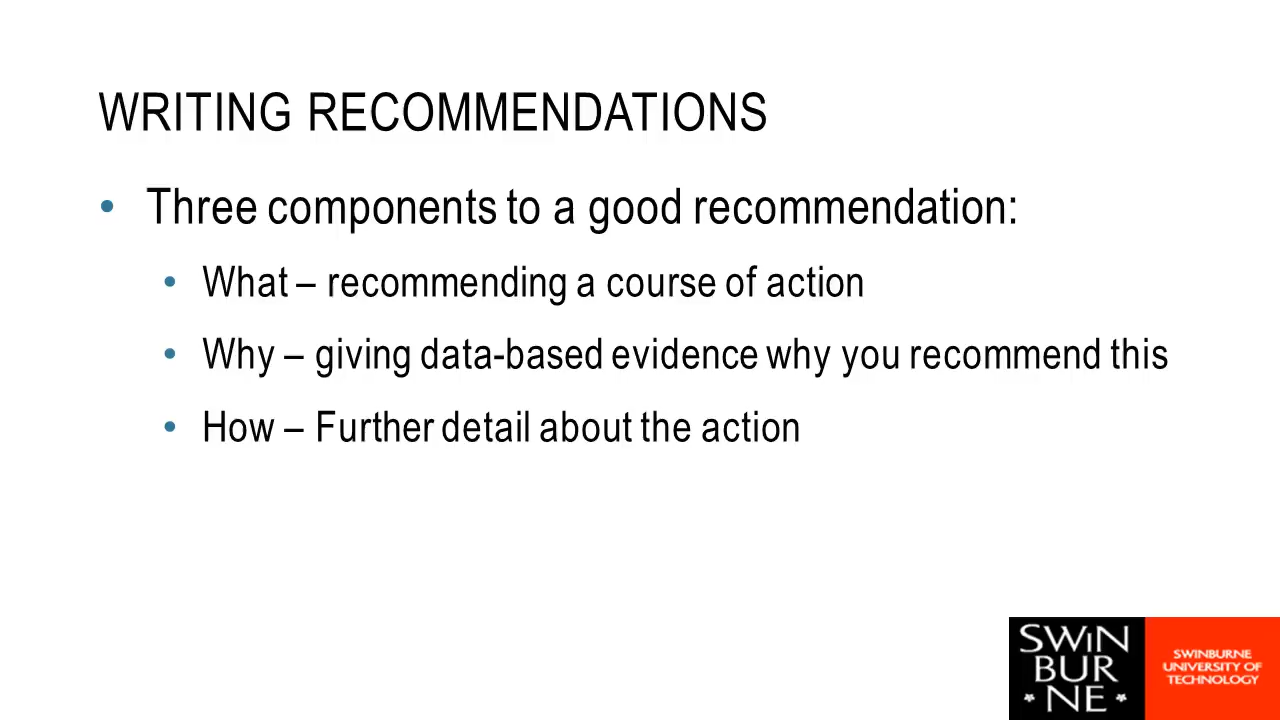 WRITING RECOMMENDATIONS
• Three components to a good recommendation:
• What – recommending a course of action
• Why – giving data-based evidence why you recommend this
• How – Further detail about the action
SWiN
BUR
* NE *
SWINBURNE
UNIVERSITY OF
TECHNOLOGY